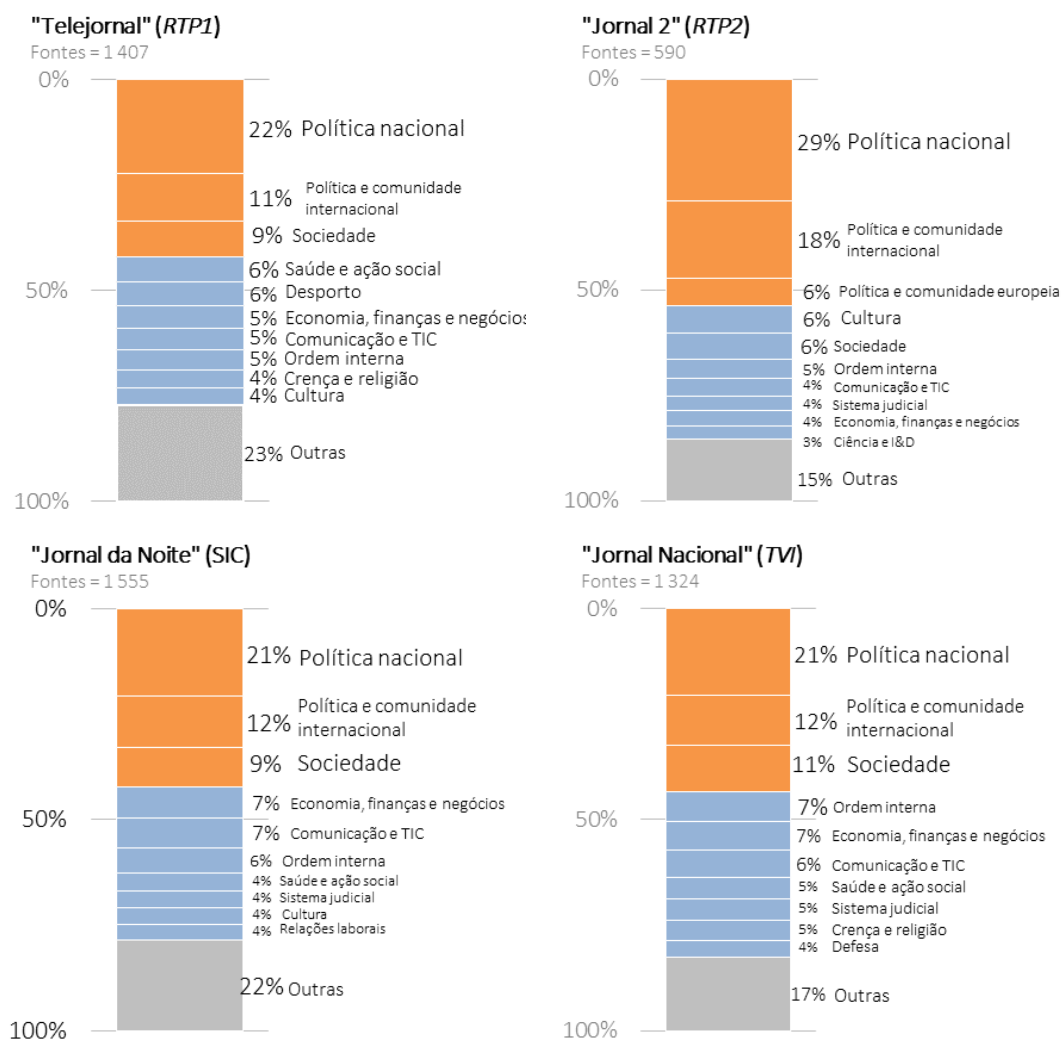 "Telejornal" (RTP1)
Fontes = 1 407
0%
22% Política nacional
11% Política e comunidade
internacional
9% Sociedade
6% Saúde e ação social
50%
6% Desporto
5% Economia, finanças e negócios
5% Comunicação e TIC
5% Ordem interna
4% Crença e religião
4% Cultura
23% Outras
100%
"Jornal 2" (RTP2)
Fontes = 590
0%
29% Política nacional
18% Política e comunidade
internacional
50%
6% Política e comunidade europeia
6% Cultura
6% Sociedade
5% Ordem interna
4% Comunicação e TIC
4% Sistema judicial
4% Economia, finanças e negócios
3% Ciência e I&D
15% Outras
100%
"Jornal da Noite" (SIC)
Fontes = 1 555
0%
21% Política nacional
12% Política e comunidade
internacional
9% Sociedade
7% Economia, finanças e negócios
50%
7% Comunicação e TIC
6% Ordem interna
4% Saúde e ação social
4% Sistema judicial
4% Cultura
4% Relações laborais
22% Outras
100%
"Jornal Nacional" (TVI)
Fontes = 1 324
0%
21% Política nacional
12% Política e comunidade
internacional
11% Sociedade
7% Ordem interna
50%
7% Economia, finanças e negócios
6% Comunicação e TIC
5% Saúde e ação social
5% Sistema judicial
5% Crença e religião
4% Defesa
17% Outras
100%